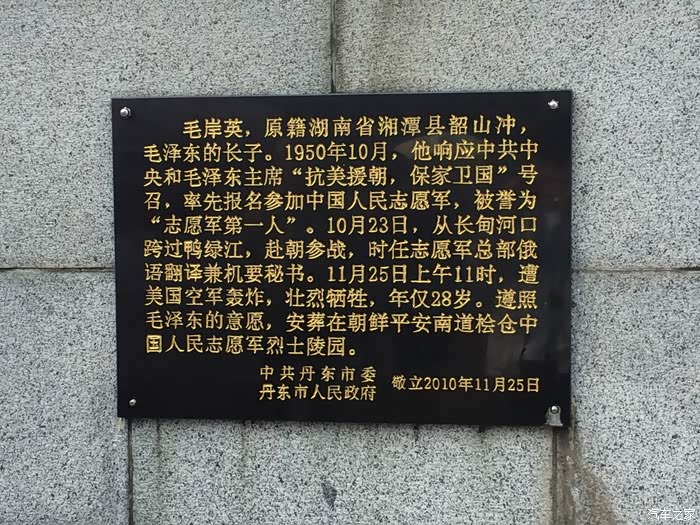 毛岸英，原籍湖南省湘潭县韶山冲，
毛泽东的长子。1950年10月，他响应中共中
央和毛泽东主席“抗美援朝，保家卫国”号
召，率先报名参加中国人民志愿军，被誉为
“志愿军第一人”。10月23日，从长甸河口
跨过鸭绿江，赴朝参战，时任志愿军总部俄
语翻译兼机要秘书。11月25日上午11时，遭
美国空军轰炸，壮烈牺牲，年仅28岁。遵照
毛泽东的意愿，安葬在朝鲜平安南道桧仓中
国人民志愿军烈士陵园。
中共丹东市委
丹东市人民政府
敬立2010年11月25日
汽车之家